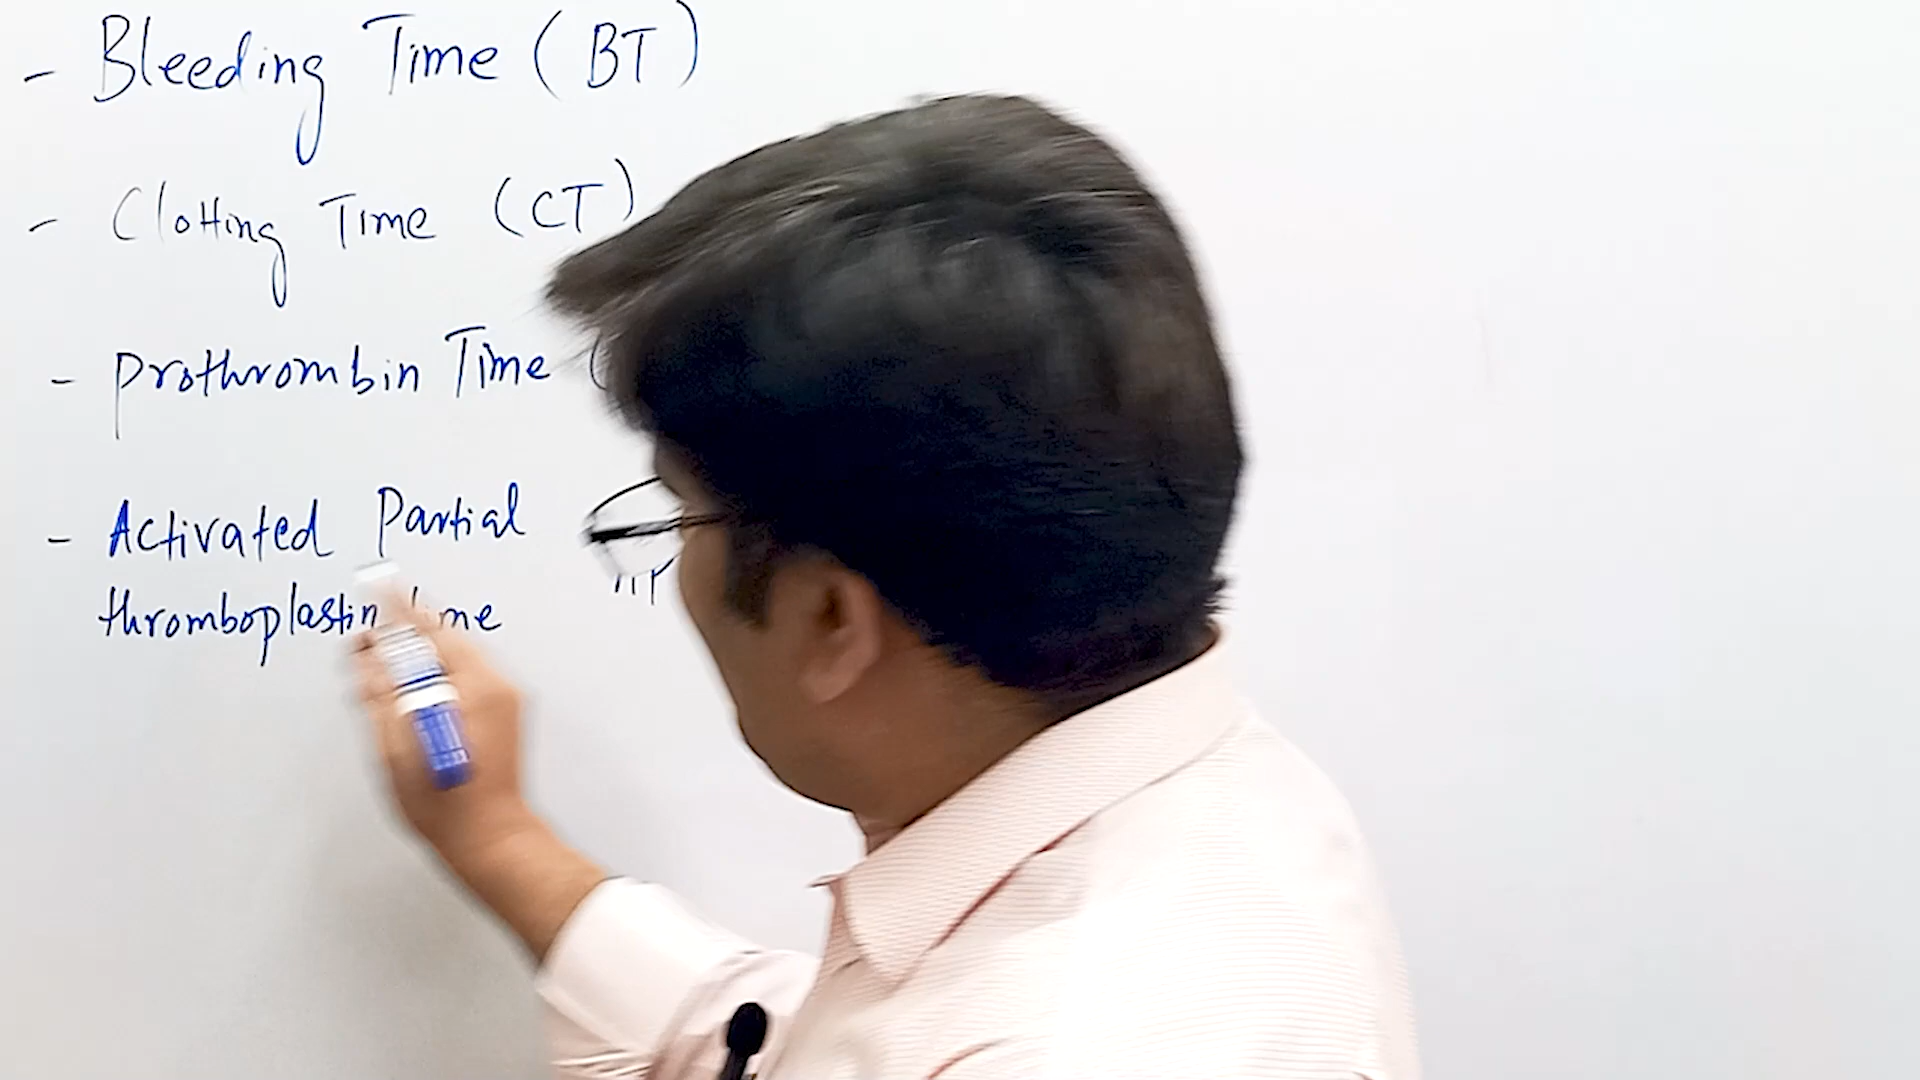 - Bleeding Time (BT)
- Clotting Time (CT)
- Prothrombin Time (
- Activated Partial
thromboplastin